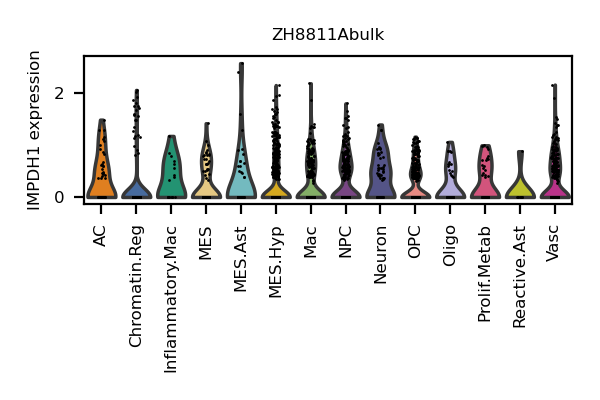 ZH8811Abulk
IMPDH1 expression
2
0
AC
Chromatin.Reg
Inflammatory.Mac
MES
MES.Ast
MES.Hyp
Mac
NPC
Neuron
OPC
Oligo
Prolif.Metab
Reactive.Ast
Vasc